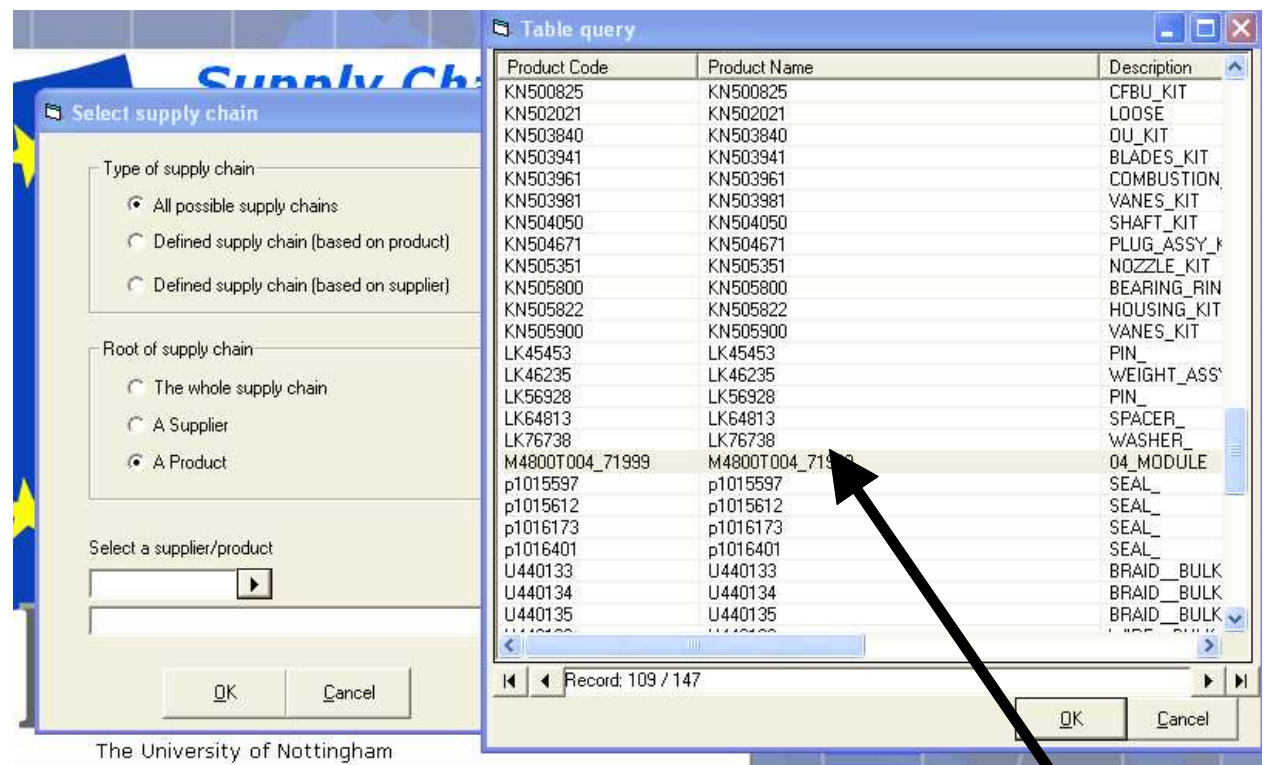 Supply Ch
Select supply chain
Type of supply chain
All possible supply chains
Defined supply chain (based on product)
Defined supply chain (based on supplier)
Root of supply chain
The whole supply chain
A Supplier
A Product
Select a supplier/product
OK Cancel
The University of Nottingham
Table query
Product Code Product Name Description
KN500825 KN500825 CFBU_KIT
KN502021 KN502021 LOOSE
KN503840 KN503840 OU_KIT
KN503941 KN503941 BLADES_KIT
KN503961 KN503961 COMBUSTION_
KN503981 KN503981 VANES_KIT
KN504050 KN504050 SHAFT_KIT
KN504671 KN504671 PLUG_ASSY_K
KN505351 KN505351 NOZZLE_KIT
KN505800 KN505800 BEARING_RIN
KN505822 KN505822 HOUSING_KIT
KN505900 KN505900 VANES_KIT
LK45453 LK45453 PIN_
LK46235 LK46235 WEIGHT_ASSY
LK56928 LK56928 PIN_
LK64813 LK64813 SPACER_
LK76738 LK76738 WASHER_
M4800T004_71999 M4800T004_71999 04_MODULE
p1015597 p1015597 SEAL_
p1015612 p1015612 SEAL_
p1016173 p1016173 SEAL_
p1016401 p1016401 SEAL_
U440133 U440133 BRAID__BULK
U440134 U440134 BRAID__BULK
U440135 U440135 BRAID__BULK
Record: 109 / 147
OK Cancel